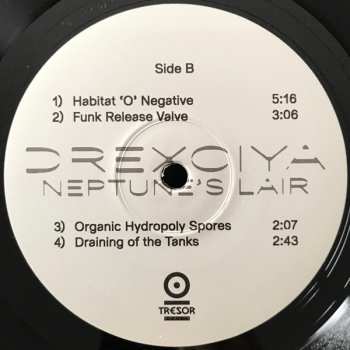 Side B
1) Habitat ‘O’ Negative 5:16
2) Funk Release Valve 3:06
DREXCIYA
NEPTUNE'S LAIR
3) Organic Hydropoly Spores 2:07
4) Draining of the Tanks 2:43
TRESOR